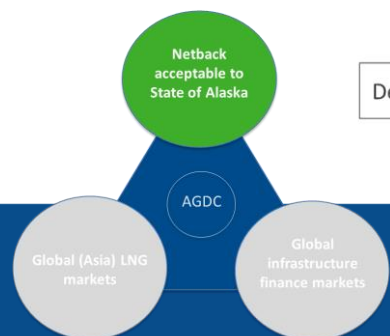 Netback
acceptable to
State of Alaska
AGDC
Global (Asia) LNG
markets
Global
infrastructure
finance markets